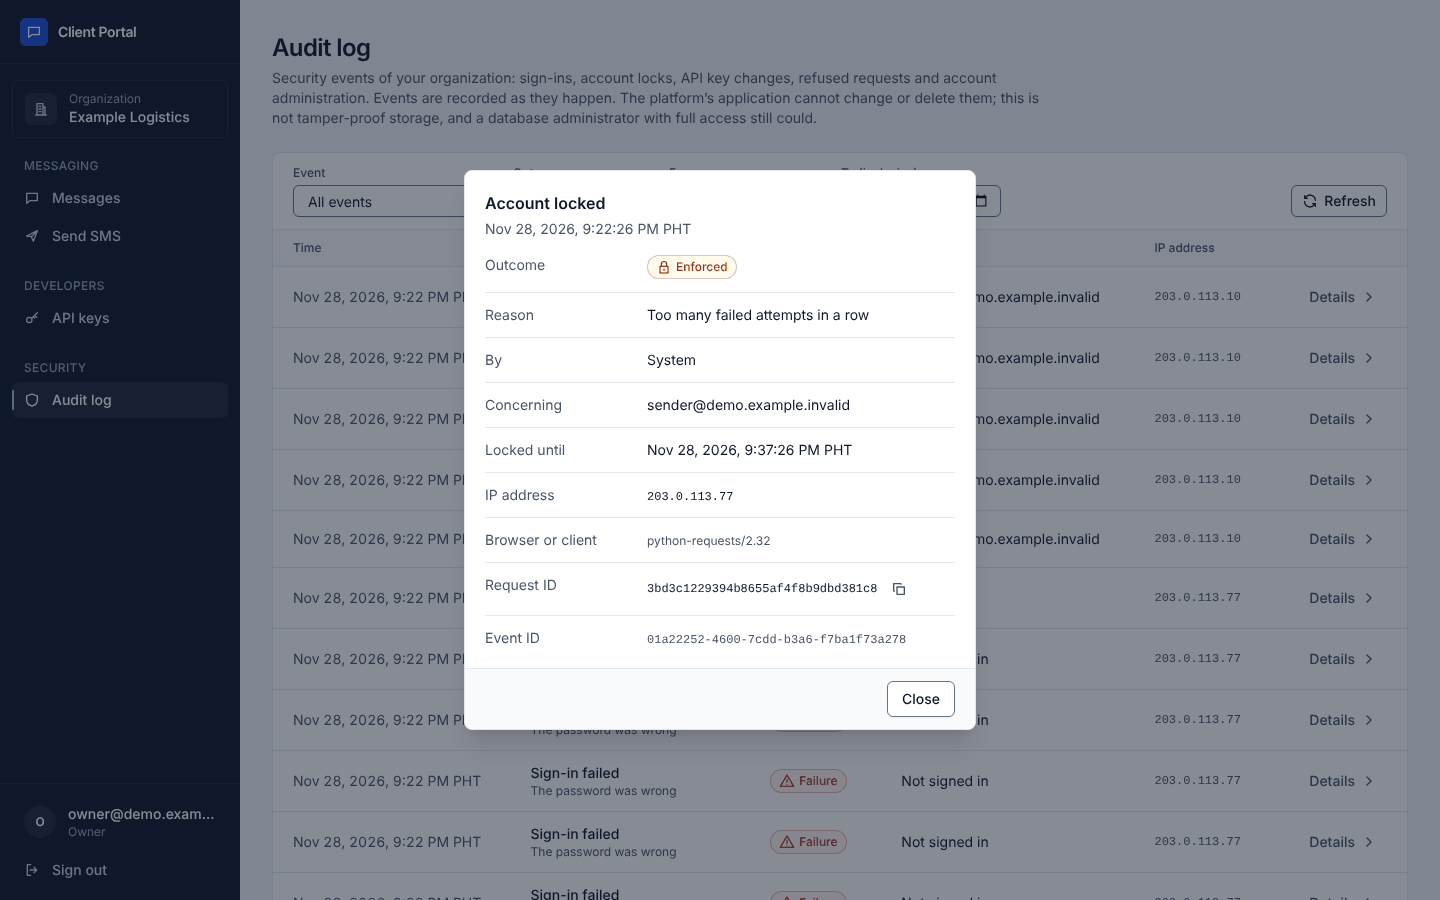 Client Portal
Organization
Example Logistics
MESSAGING
Messages
Send SMS
DEVELOPERS
API keys
SECURITY
Audit log
owner@demo.exam...
Owner
Sign out
Audit log
Security events of your organization: sign-ins, account locks, API key changes, refused requests and account
administration. Events are recorded as they happen. The platform's application cannot change or delete them; this is
not tamper-proof storage, and a database administrator with full access still could.
Event
All events
Refresh
Time
IP address
Nov 28, 2026, 9:22 PM
mo.example.invalid
203.0.113.10
Details
Nov 28, 2026, 9:22 PM
mo.example.invalid
203.0.113.10
Details
Nov 28, 2026, 9:22 PM
mo.example.invalid
203.0.113.10
Details
Nov 28, 2026, 9:22 PM
mo.example.invalid
203.0.113.10
Details
Nov 28, 2026, 9:22 PM
mo.example.invalid
203.0.113.10
Details
Nov 28, 2026, 9:22 PM
203.0.113.77
Details
Nov 28, 2026, 9:22 PM
in
203.0.113.77
Details
Nov 28, 2026, 9:22 PM
The password was wrong
in
203.0.113.77
Details
Nov 28, 2026, 9:22 PM PHT
Sign-in failed
The password was wrong
Failure
Not signed in
203.0.113.77
Details
Nov 28, 2026, 9:22 PM PHT
Sign-in failed
The password was wrong
Failure
Not signed in
203.0.113.77
Details
Sign-in failed
Account locked
Nov 28, 2026, 9:22:26 PM PHT
Outcome
Enforced
Reason
Too many failed attempts in a row
By
System
Concerning
sender@demo.example.invalid
Locked until
Nov 28, 2026, 9:37:26 PM PHT
IP address
203.0.113.77
Browser or client
python-requests/2.32
Request ID
3bd3c1229394b8655af4f8b9dbd381c8
Event ID
01a22252-4600-7cdd-b3a6-f7ba1f73a278
Close